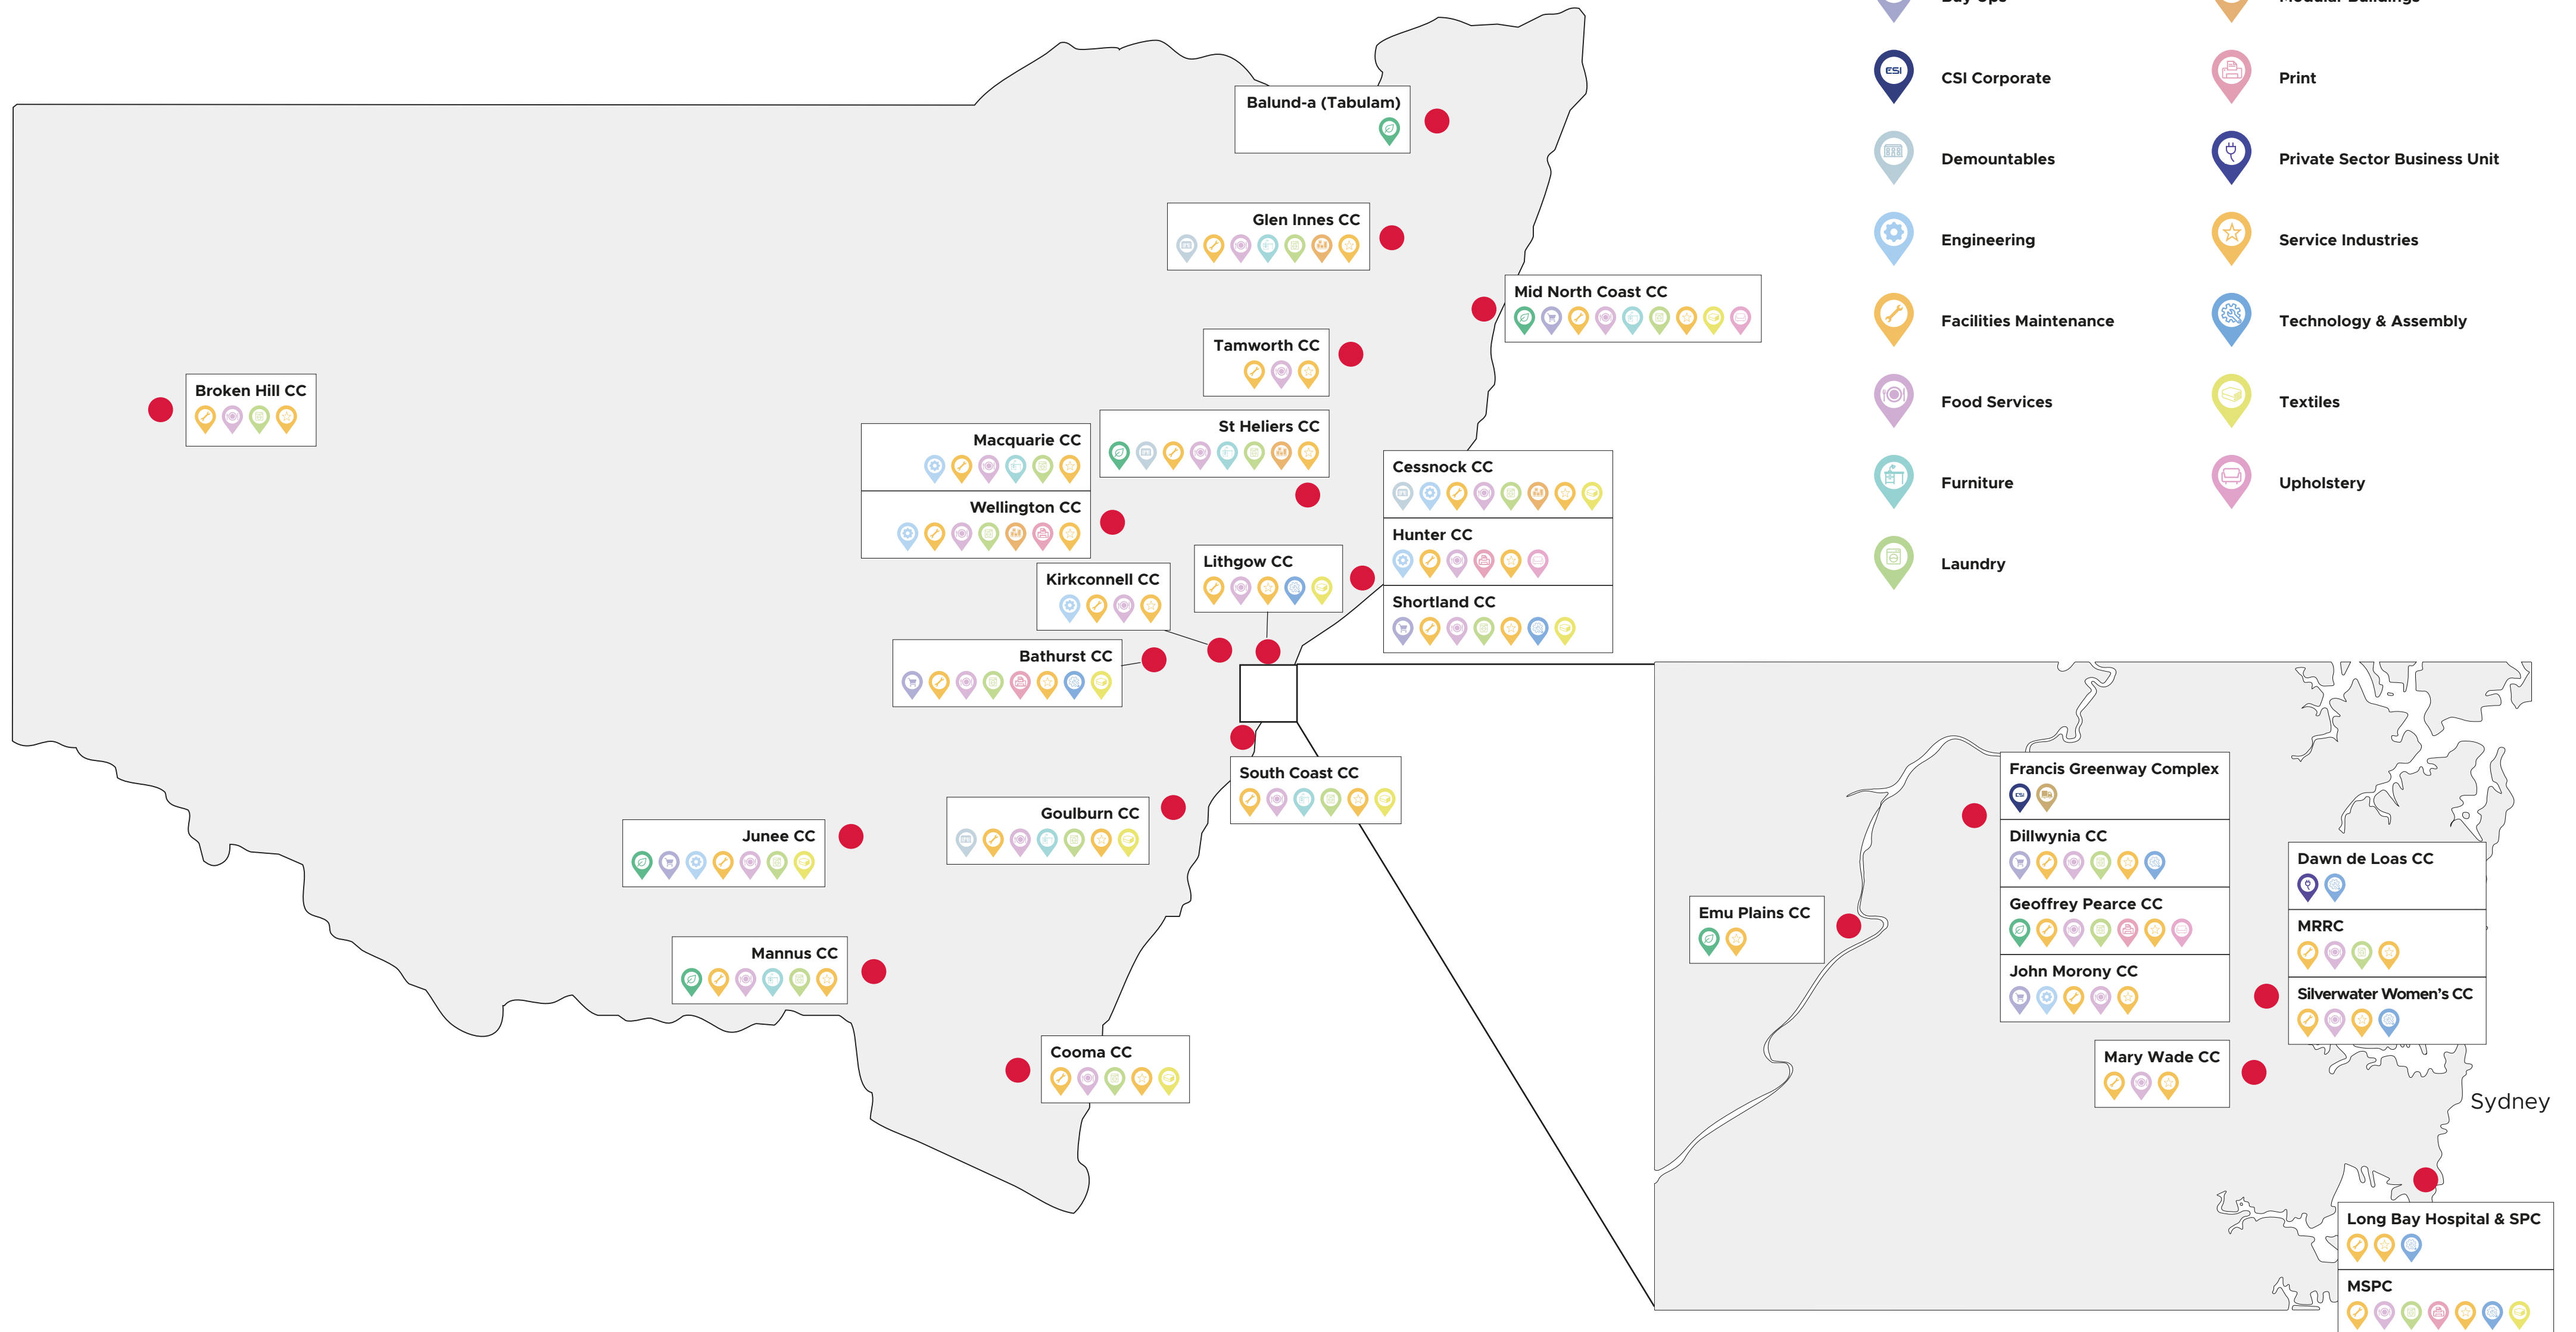 Buy Ups
Modular Buildings
CSI Corporate
Print
Demountables
Private Sector Business Unit
Engineering
Service Industries
Facilities Maintenance
Technology & Assembly
Food Services
Textiles
Furniture
Upholstery
Laundry
Balund-a (Tabulam)
Glen Innes CC
Mid North Coast CC
Tamworth CC
Broken Hill CC
St Heliers CC
Macquarie CC
Wellington CC
Cessnock CC
Hunter CC
Shortland CC
Lithgow CC
Kirkconnell CC
Bathurst CC
South Coast CC
Goulburn CC
Junee CC
Mannus CC
Cooma CC
Francis Greenway Complex
CSI
Dillwynia CC
Geoffrey Pearce CC
John Morony CC
Emu Plains CC
Dawn de Loas CC
MRRC
Silverwater Women’s CC
Mary Wade CC
Sydney
Long Bay Hospital & SPC
MSPC